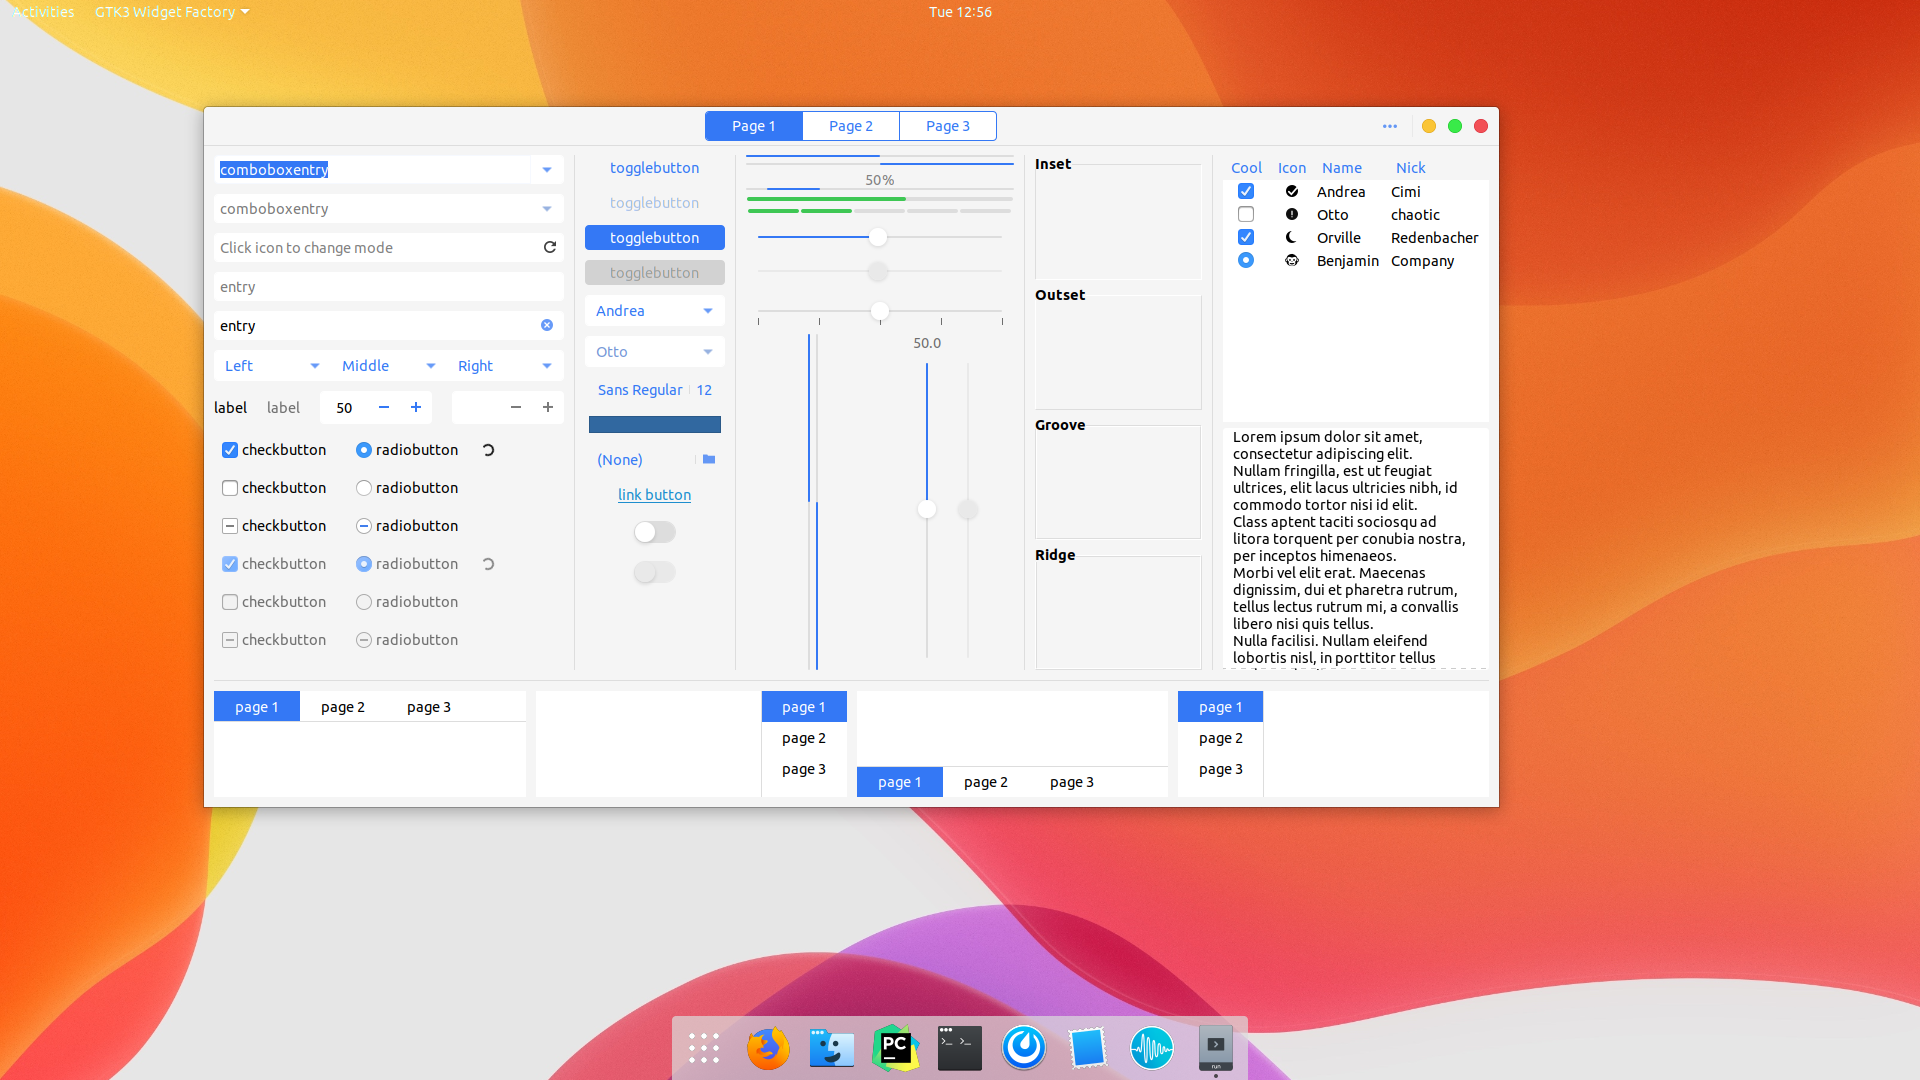 Activities GTK3 Widget Factory Tue 12:56
Page 1 Page 2 Page 3
comboboxentry
comboboxentry
Click icon to change mode
entry
entry
Left Middle Right
label label 50
checkbutton radiobutton
checkbutton radiobutton
checkbutton radiobutton
checkbutton radiobutton
checkbutton radiobutton
checkbutton radiobutton
togglebutton
togglebutton
togglebutton
togglebutton
Andrea
Otto
Sans Regular 12
(None)
link button
50%
50.0
Inset
Outset
Groove
Ridge
Cool Icon Name Nick
Andrea Cimi
Otto chaotic
Orville Redenbacher
Benjamin Company
Lorem ipsum dolor sit amet,
consectetur adipiscing elit.
Nullam fringilla, est ut feugiat
ultrices, elit lacus ultricies nibh, id
commodo tortor nisi id elit.
Class aptent taciti sociosqu ad
litora torquent per conubia nostra,
per inceptos himenaeos.
Morbi vel elit erat. Maecenas
dignissim, dui et pharetra rutrum,
tellus lectus rutrum mi, a convallis
libero nisi quis tellus.
Nulla facilisi. Nullam eleifend
lobortis nisl, in porttitor tellus
page 1 page 2 page 3
page 1
page 2
page 3
page 1 page 2 page 3
page 1
page 2
page 3
PC
run